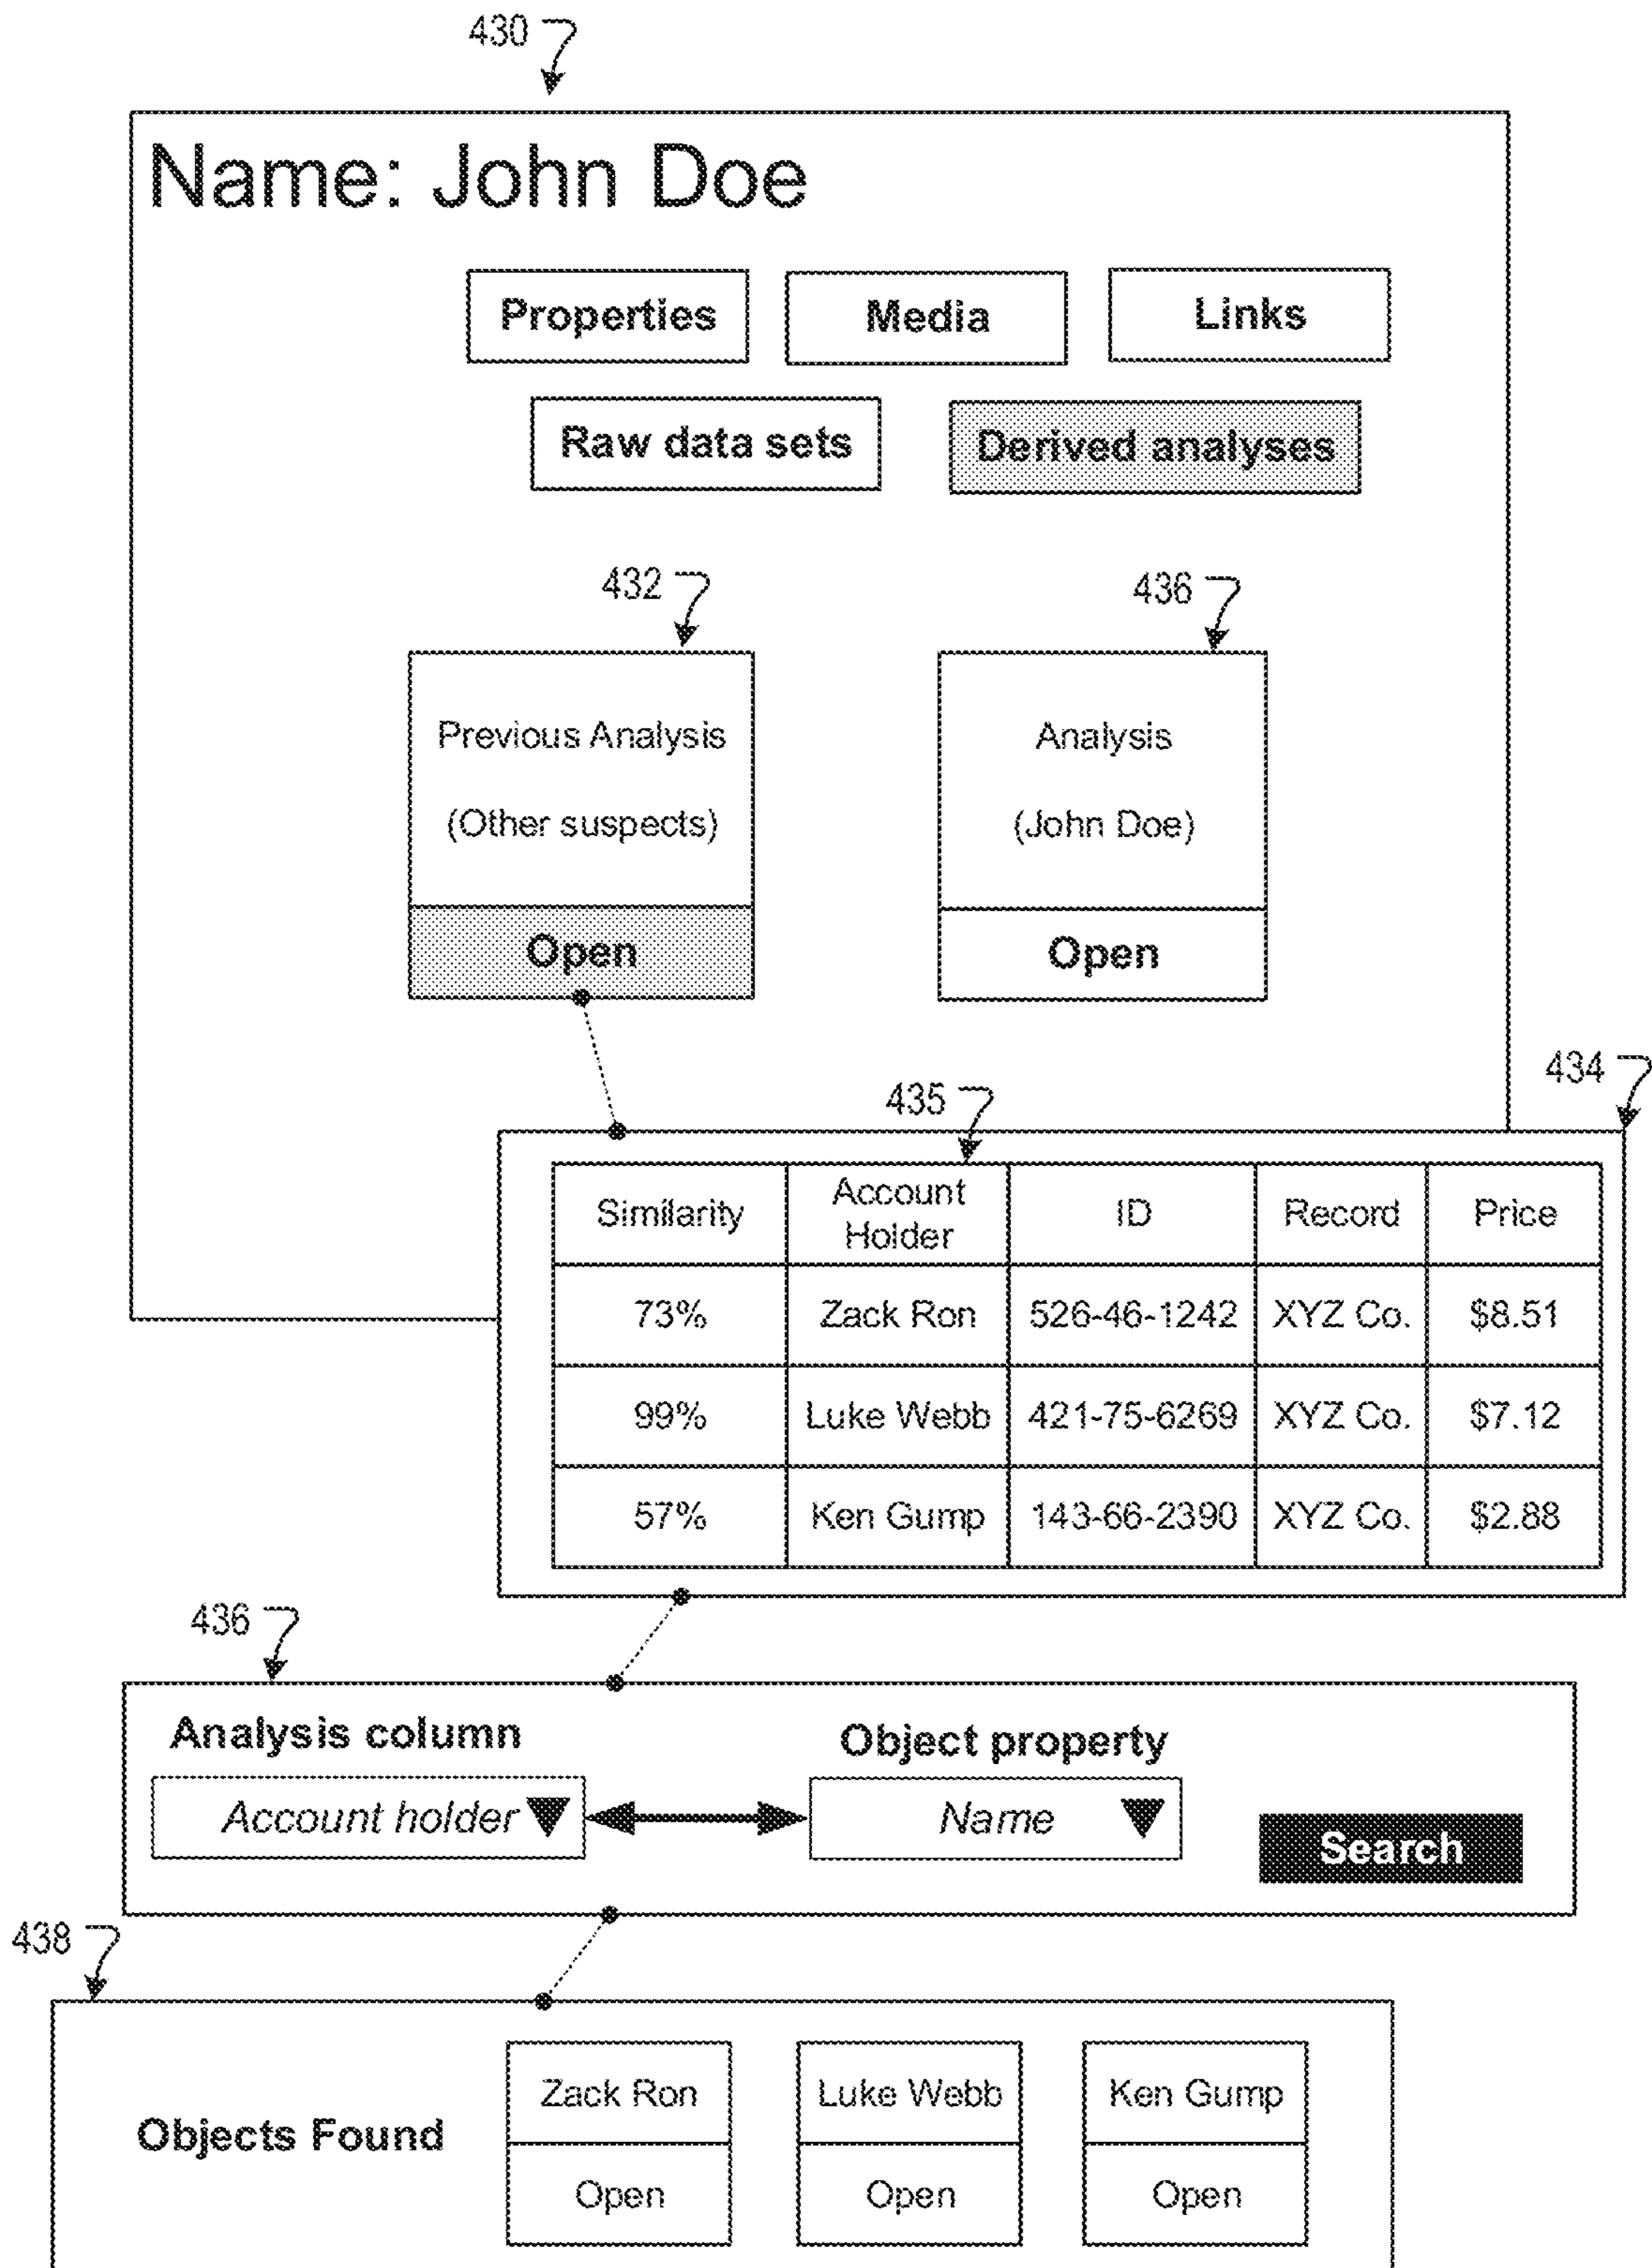 430
Name: John Doe
Properties Media Links
Raw data sets Derived analyses
432 436
Previous Analysis
(Other suspects)
Open
Analysis
(John Doe)
Open
434
435
Similarity Account Holder ID Record Price
73% Zack Ron 526-46-1242 XYZ Co. $8.51
99% Luke Webb 421-75-6269 XYZ Co. $7.12
57% Ken Gump 143-66-2390 XYZ Co. $2.88
436
Analysis column Object property
Account holder Name
Search
438
Objects Found
Zack Ron Luke Webb Ken Gump
Open Open Open